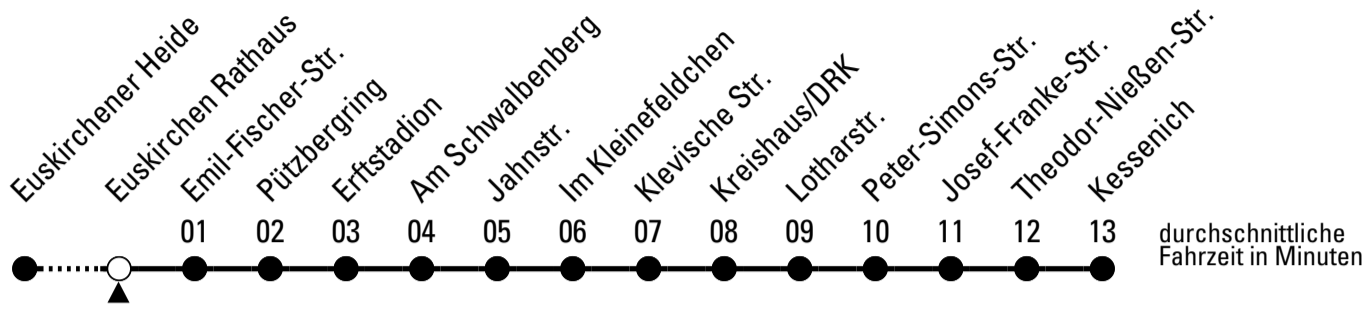 Euskirchener Heide
Euskirchen Rathaus
Emil-Fischer-Str.
Pützbergring
Erftstadion
Am Schwalbenberg
Jahnstr.
Im Kleinefeldchen
Klevische Str.
Kreishaus/DRK
Lotharstr.
Peter-Simons-Str.
Josef-Franke-Str.
Theodor-Nießen-Str.
Kessenich
01 02 03 04 05 06 07 08 09 10 11 12 13
durchschnittliche
Fahrzeit in Minuten